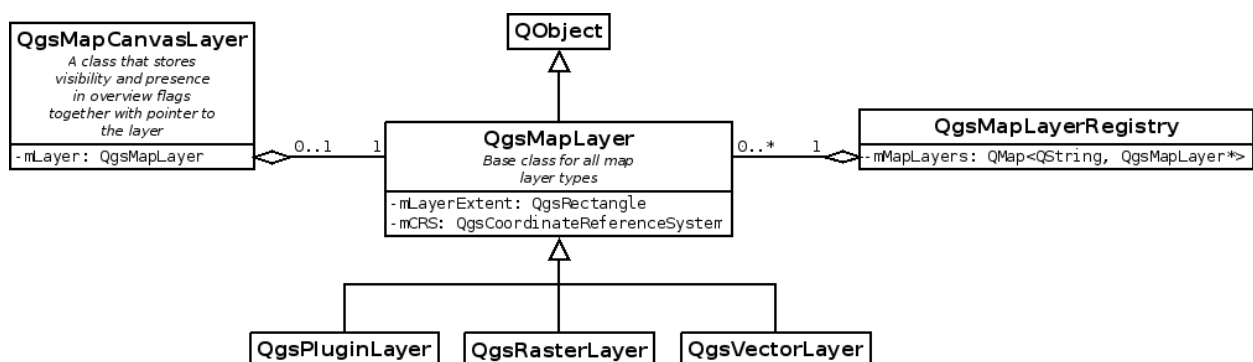 QgsMapCanvasLayer
A class that stores
visibility and presence
in overview flags
together with pointer to
the layer
-mLayer: QgsMapLayer
0..1
1
QObject
QgsMapLayer
Base class for all map
layer types
-mLayerExtent: QgsRectangle
-mCRS: QgsCoordinateReferenceSystem
0..*
1
QgsMapLayerRegistry
-mMapLayers: QMap<QString, QgsMapLayer*>
QgsPluginLayer
QgsRasterLayer
QgsVectorLayer